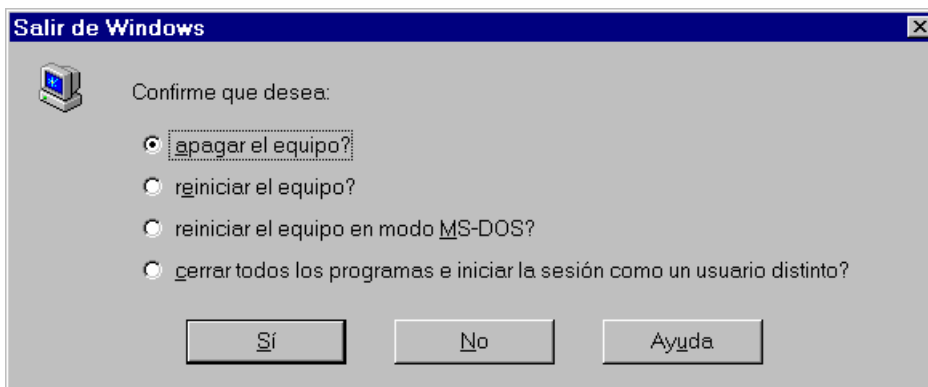 Salir de Windows
Confirme que desea:
apagar el equipo?
reiniciar el equipo?
reiniciar el equipo en modo MS-DOS?
cerrar todos los programas e iniciar la sesión como un usuario distinto?
Sí No Ayuda